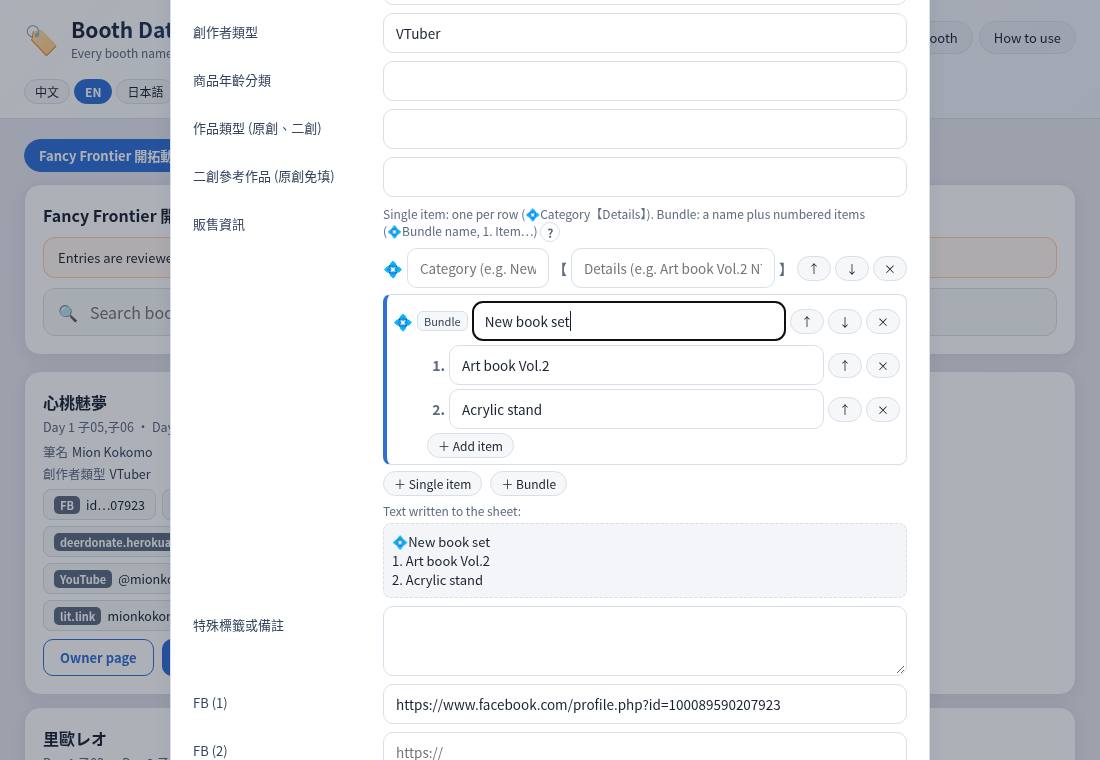 Booth Dat
Every booth name
ooth
How to use
中文
EN
日本語
Fancy Frontier 開拓動
Fancy Frontier 開
Entries are reviewe
Search boo
心桃魅夢
Day 1 子05,子06 · Day
筆名 Mion Kokomo
創作者類型 VTuber
FB id…07923
deerdonate.herokua
YouTube @mionko
lit.link mionkokor
Owner page
里歐レオ
創作者類型
VTuber
商品年齡分類
作品類型 (原創、二創)
二創參考作品 (原創免填)
販售資訊
Single item: one per row (💠Category【Details】). Bundle: a name plus numbered items
(💠Bundle name, 1. Item…) ?
💠 Category (e.g. New 【 Details (e.g. Art book Vol.2 N 】 ↑ ↓ ×
💠 Bundle New book set ↑ ↓ ×
1. Art book Vol.2 ↑ ×
2. Acrylic stand ↑ ×
＋ Add item
＋ Single item ＋ Bundle
Text written to the sheet:
💠New book set
1. Art book Vol.2
2. Acrylic stand
特殊標籤或備註
FB (1)
https://www.facebook.com/profile.php?id=100089590207923
FB (2)
https://